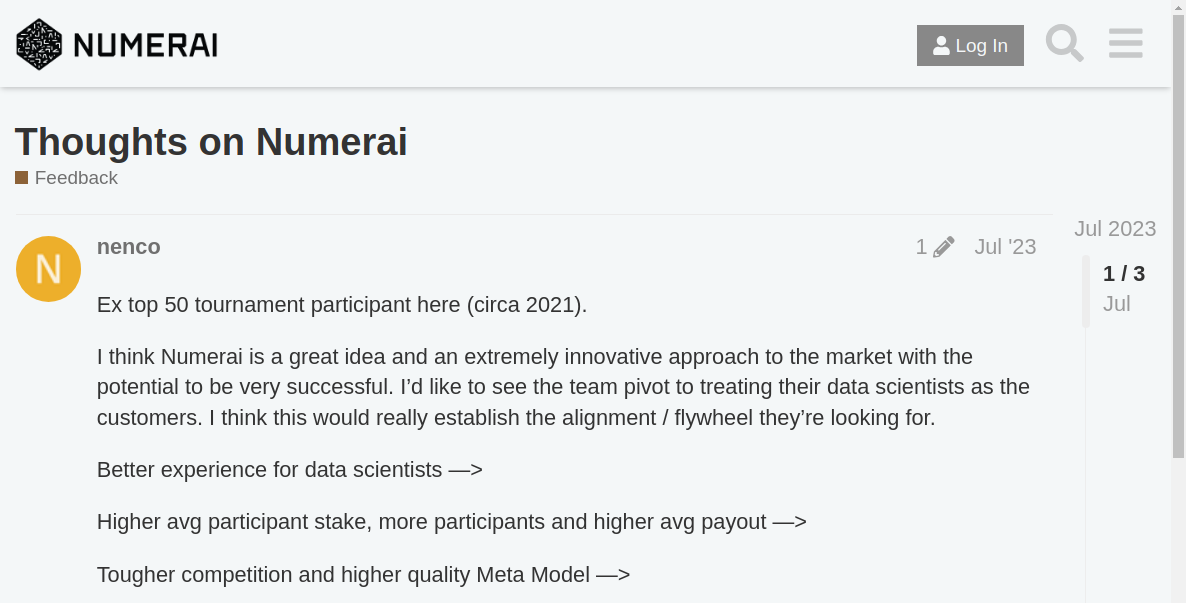 NUMERAI
Log In
Thoughts on Numerai
Feedback
Jul 2023
1 / 3
Jul
N
nenco
1
Jul '23
Ex top 50 tournament participant here (circa 2021).
I think Numerai is a great idea and an extremely innovative approach to the market with the
potential to be very successful. I’d like to see the team pivot to treating their data scientists as the
customers. I think this would really establish the alignment / flywheel they’re looking for.
Better experience for data scientists —>
Higher avg participant stake, more participants and higher avg payout —>
Tougher competition and higher quality Meta Model —>